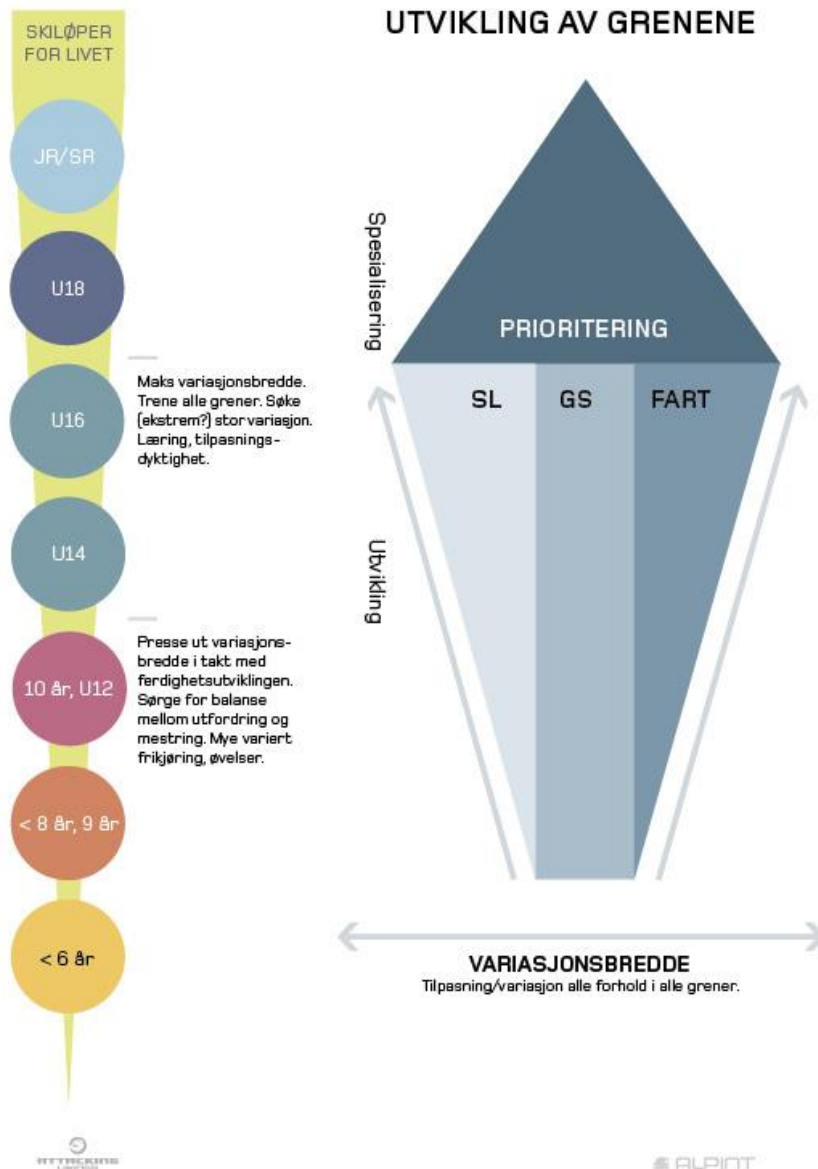 SKILØPER
FOR LIVET
JR/SR
U18
U16
U14
10 år, U12
< 8 år, 9 år
< 6 år
Maks variasjonsbredde.
Trene alle grener. Søke
(ekstrem?) stor variasjon.
Læring, tilpasnings-
dyktighet.
Presse ut variasjons-
bredde i takt med
ferdighetsutviklingen.
Sørge for balanse
mellom utfordring og
mestring. Mye variert
frikjøring, øvelser.
UTVIKLING AV GRENENE
Spesialisering
Utvikling
PRIORITERING
SL GS FART
VARIASJONSBREDDE
Tilpasning/variasjon alle forhold i alle grener.
ATTACKING
ALPINT